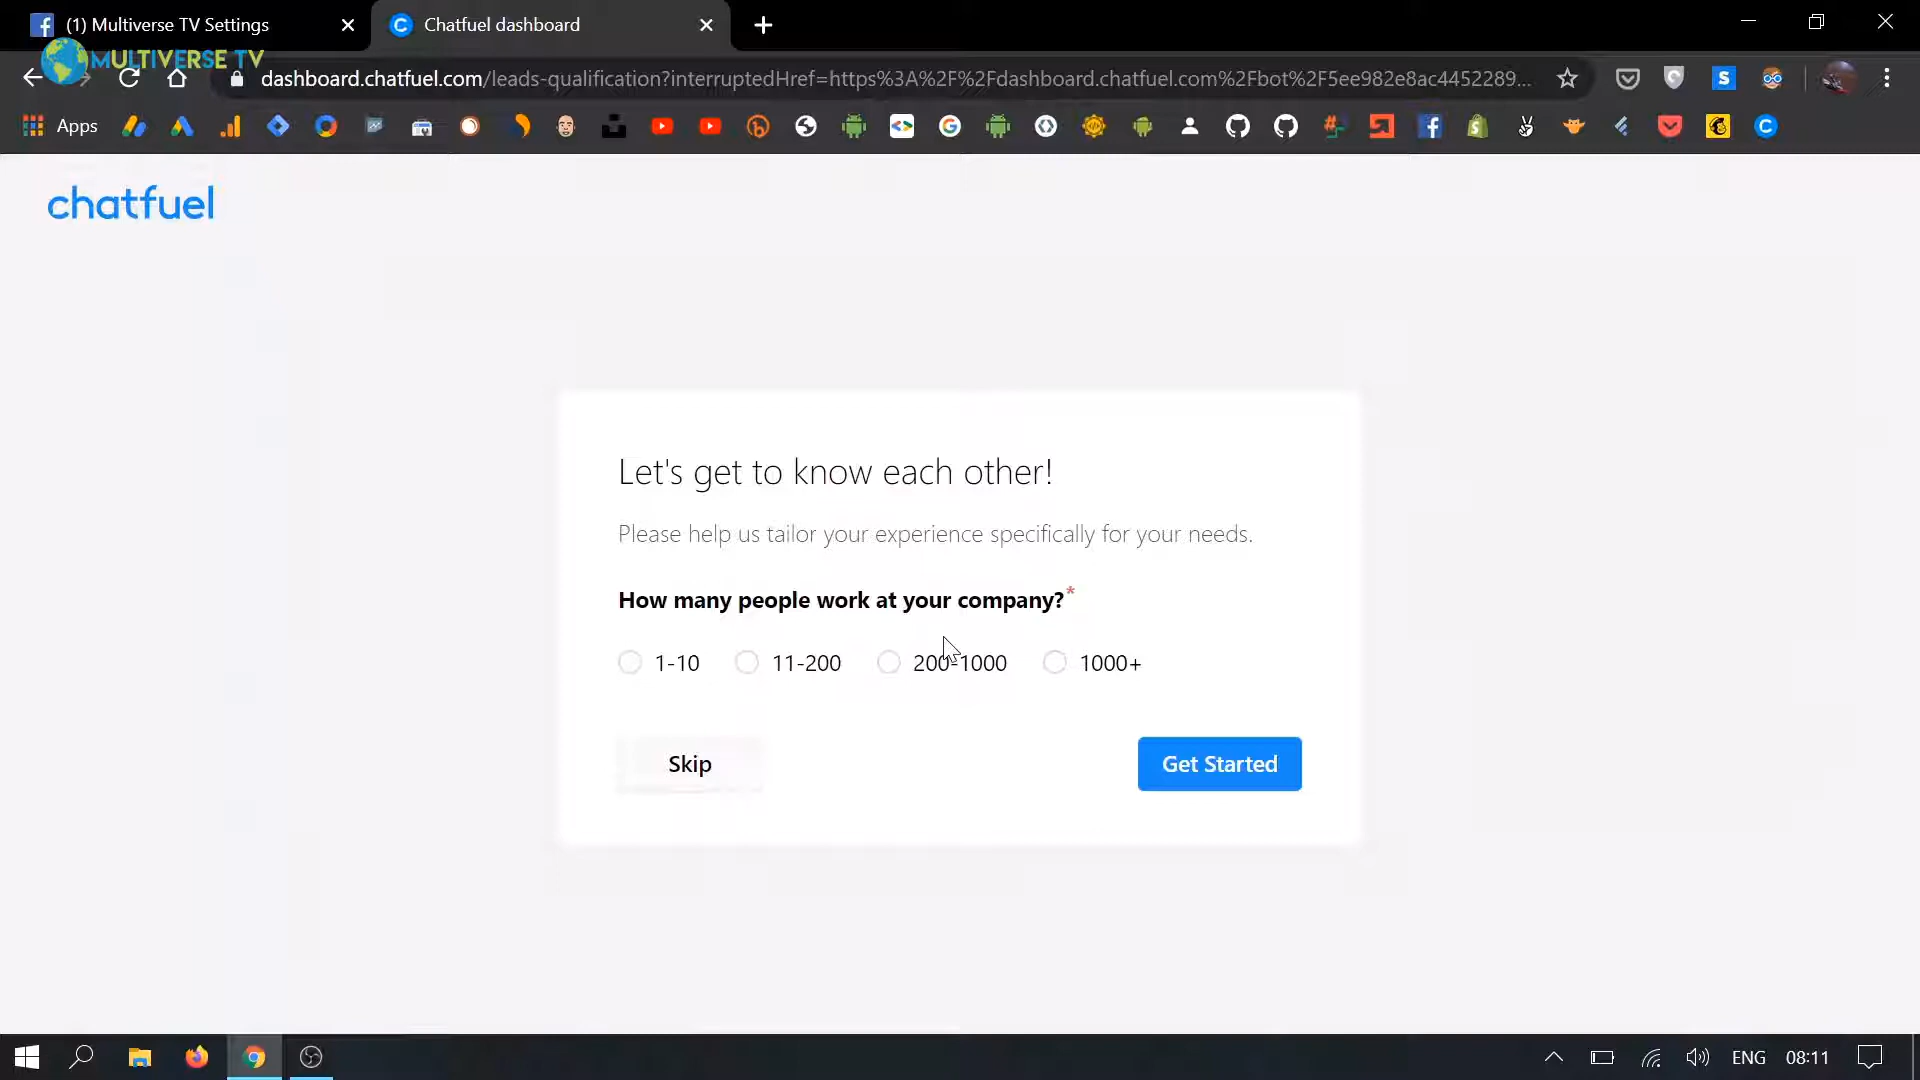 (1) Multiverse TV Settings
Chatfuel dashboard
MULTIVERSE TV
dashboard.chatfuel.com/leads-qualification?interruptedHref=https%3A%2F%2Fdashboard.chatfuel.com%2Fbot%2F5ee982e8ac4452289...
Apps
chatfuel
Let's get to know each other!
Please help us tailor your experience specifically for your needs.
How many people work at your company?*
1-10 11-200 200-1000 1000+
Skip Get Started
ENG 08:11